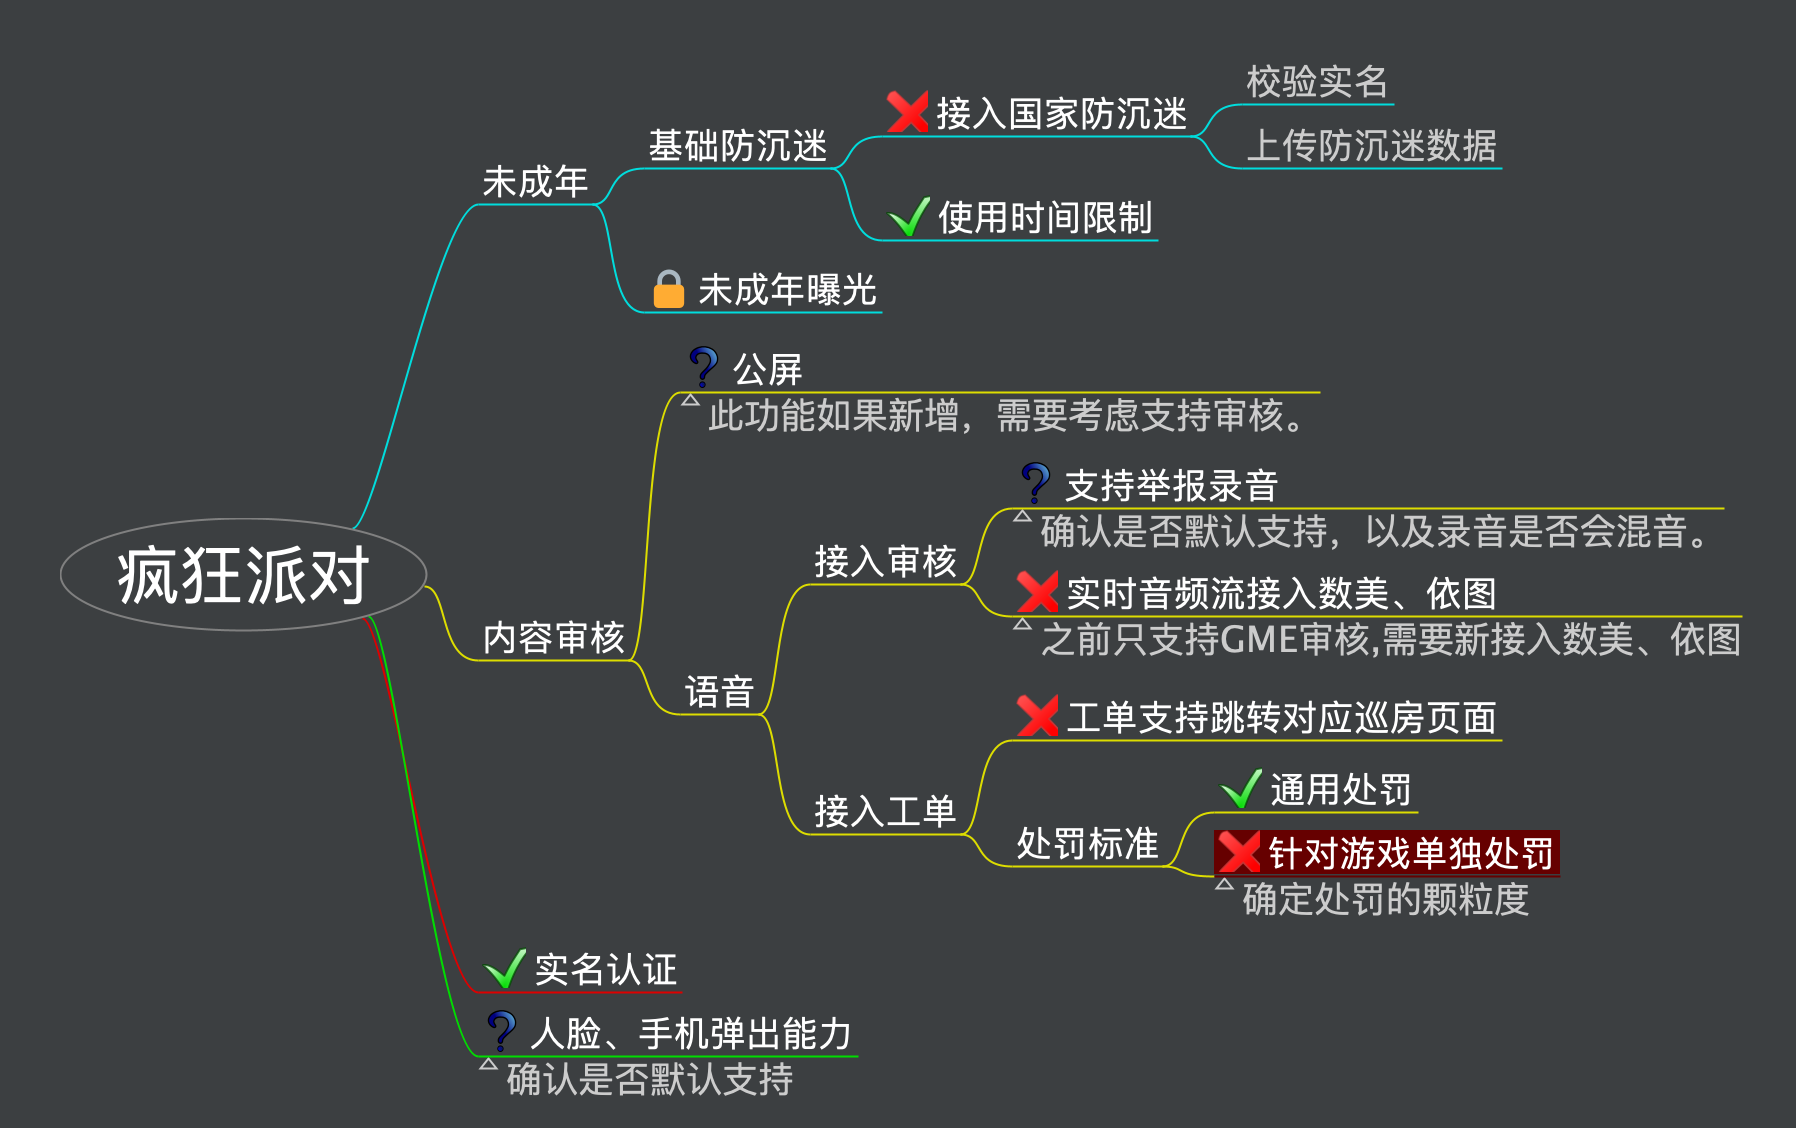 校验实名
接入国家防沉迷
上传防沉迷数据
基础防沉迷
未成年
使用时间限制
未成年曝光
公屏
此功能如果新增，需要考虑支持审核。
支持举报录音
确认是否默认支持，以及录音是否会混音。
接入审核
实时音频流接入数美、依图
之前只支持GME审核,需要新接入数美、依图
疯狂派对
内容审核
语音
工单支持跳转对应巡房页面
通用处罚
接入工单
处罚标准
针对游戏单独处罚
确定处罚的颗粒度
实名认证
人脸、手机弹出能力
确认是否默认支持